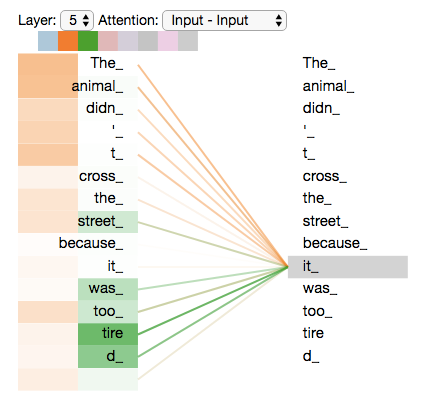 Layer: 5 Attention: Input - Input
The_ The_
animal_ animal_
didn_ didn_
'_ '_
t_ t_
cross_ cross_
the_ the_
street_ street_
because_ because_
it_ it_
was_ was_
too_ too_
tire tire
d_ d_